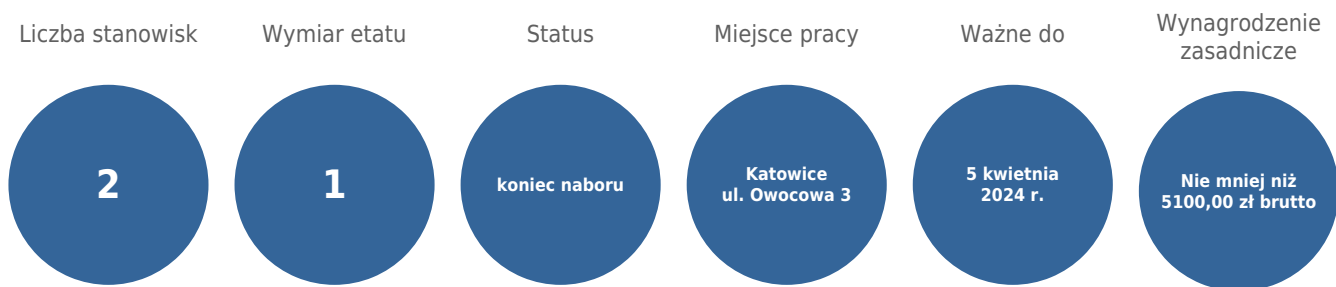 Liczba stanowisk
2
Wymiar etatu
1
Status
koniec naboru
Miejsce pracy
Katowice
ul. Owocowa 3
Ważne do
5 kwietnia
2024 r.
Wynagrodzenie
zasadnicze
Nie mniej niż
5100,00 zł brutto